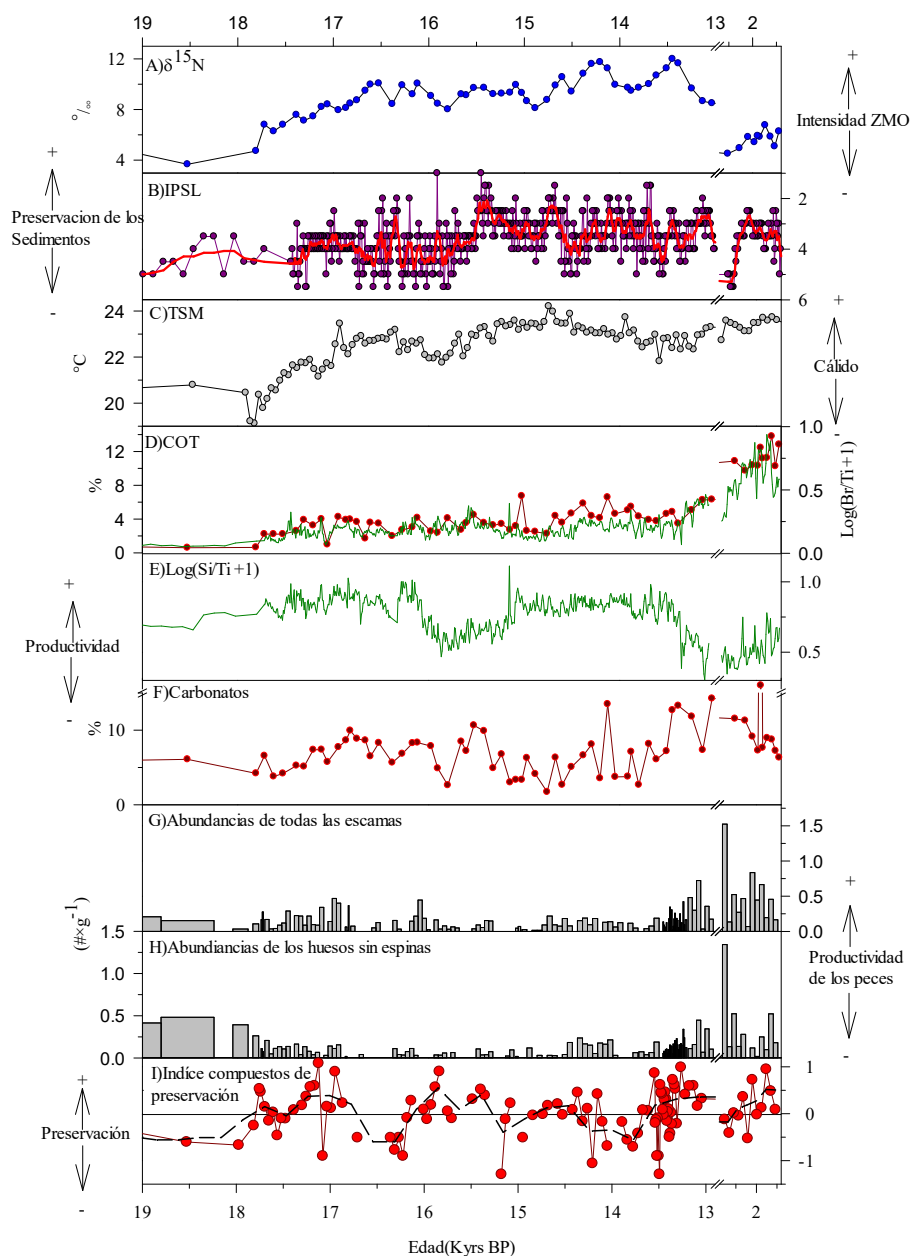 19 18 17 16 15 14 13 2
A)δ¹⁵N
12
8
4
°/∞
+
Intensidad ZMO
-
B)IPSL
2
4
6
+
Preservacion de los
Sedimentos
-
C)TSM
24
22
20
°C
+
Cálido
-
D)COT
12
8
4
0
%
1.0
0.5
0.0
Log(Br/Ti+1)
E)Log(Si/Ti+1)
1.0
0.5
+
Productividad
-
F)Carbonatos
%
10
0
G)Abundancias de todas las escamas
1.5
1.0
0.5
0.0
(#×g⁻¹)
H)Abundiancias de los huesos sin espinas
1.5
1.0
0.5
0.0
+
Productividad
de los peces
-
I)Indíce compuestos de
preservación
1
0
-1
+
Preservación
-
19 18 17 16 15 14 13 2
Edad(Kyrs BP)